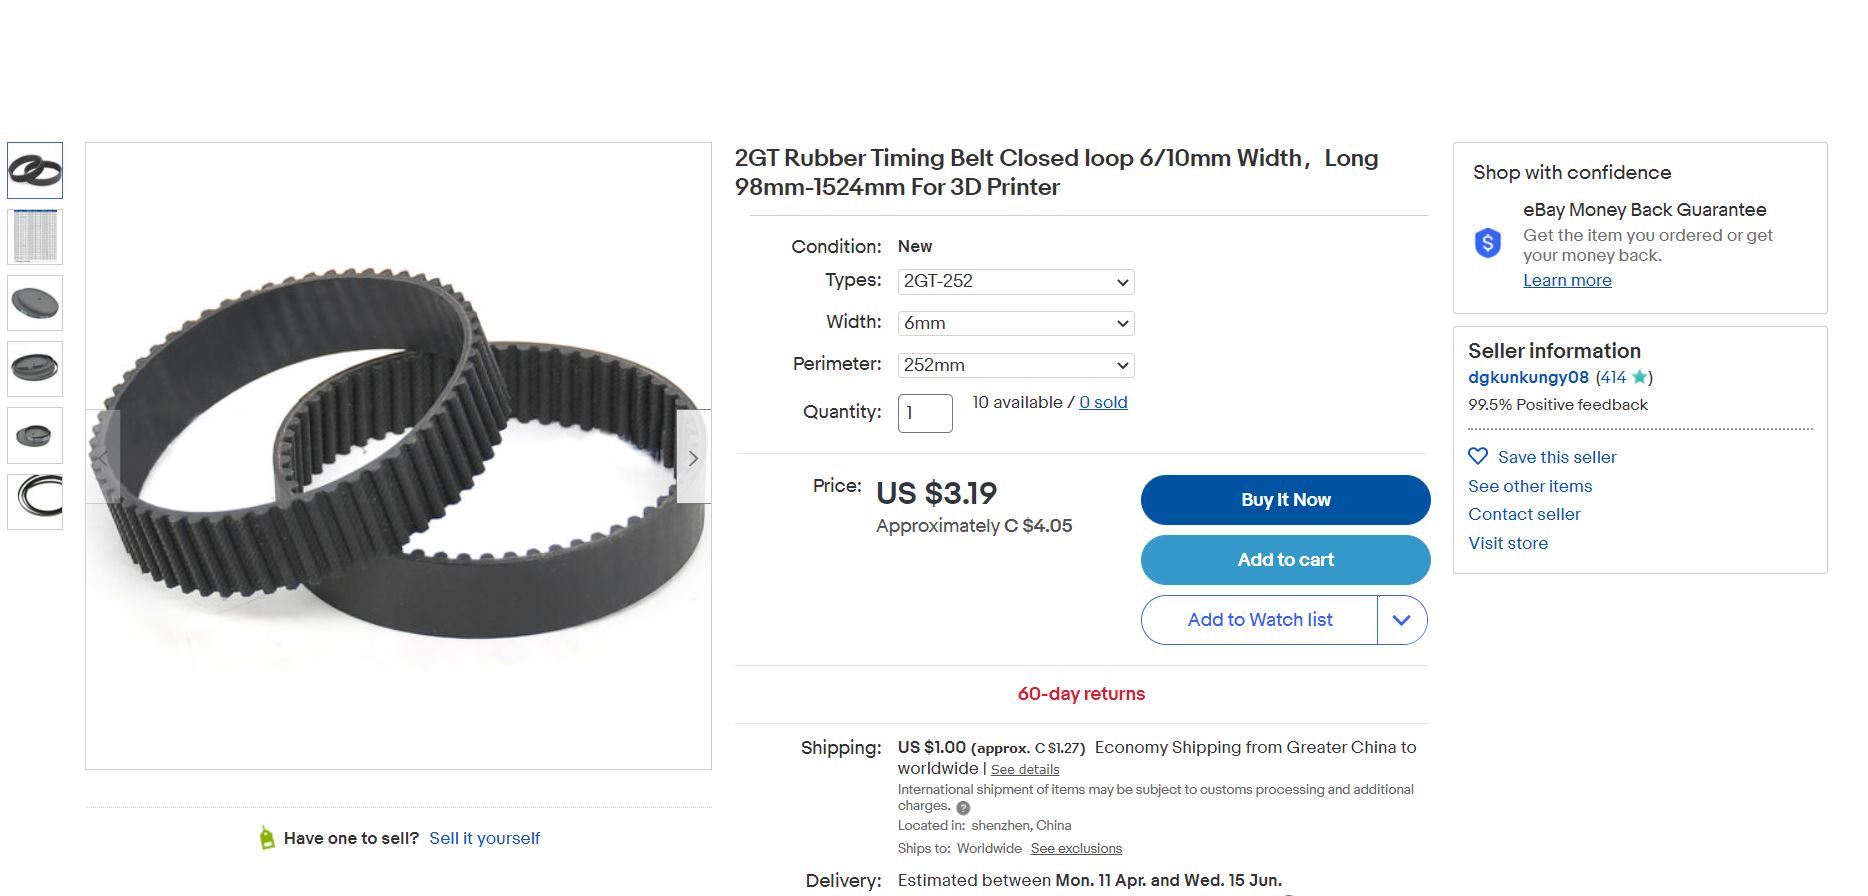 2GT Rubber Timing Belt Closed loop 6/10mm Width，Long
98mm-1524mm For 3D Printer
Condition: New
Types: 2GT-252
Width: 6mm
Perimeter: 252mm
Quantity: 1 10 available / 0 sold
Price: US $3.19
Approximately C $4.05
Buy It Now
Add to cart
Add to Watch list
60-day returns
Shipping: US $1.00 (approx. C $1.27) Economy Shipping from Greater China to
worldwide | See details
International shipment of items may be subject to customs processing and additional
charges.
Located in: shenzhen, China
Ships to: Worldwide See exclusions
Delivery: Estimated between Mon. 11 Apr. and Wed. 15 Jun.
Have one to sell? Sell it yourself
Shop with confidence
eBay Money Back Guarantee
Get the item you ordered or get
your money back.
Learn more
Seller information
dgkunkungy08 (414)
99.5% Positive feedback
Save this seller
See other items
Contact seller
Visit store